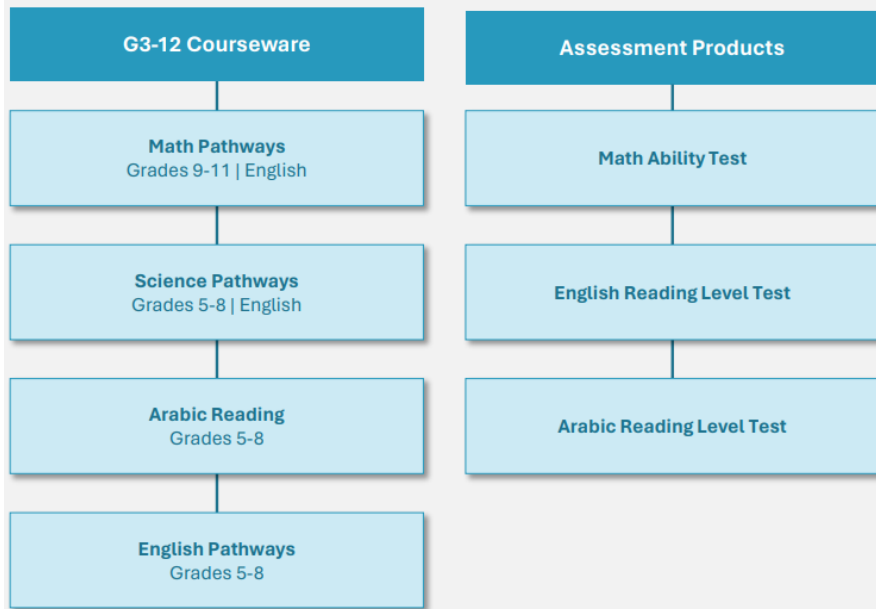 G3-12 Courseware
Math Pathways
Grades 9-11 | English
Science Pathways
Grades 5-8 | English
Arabic Reading
Grades 5-8
English Pathways
Grades 5-8
Assessment Products
Math Ability Test
English Reading Level Test
Arabic Reading Level Test